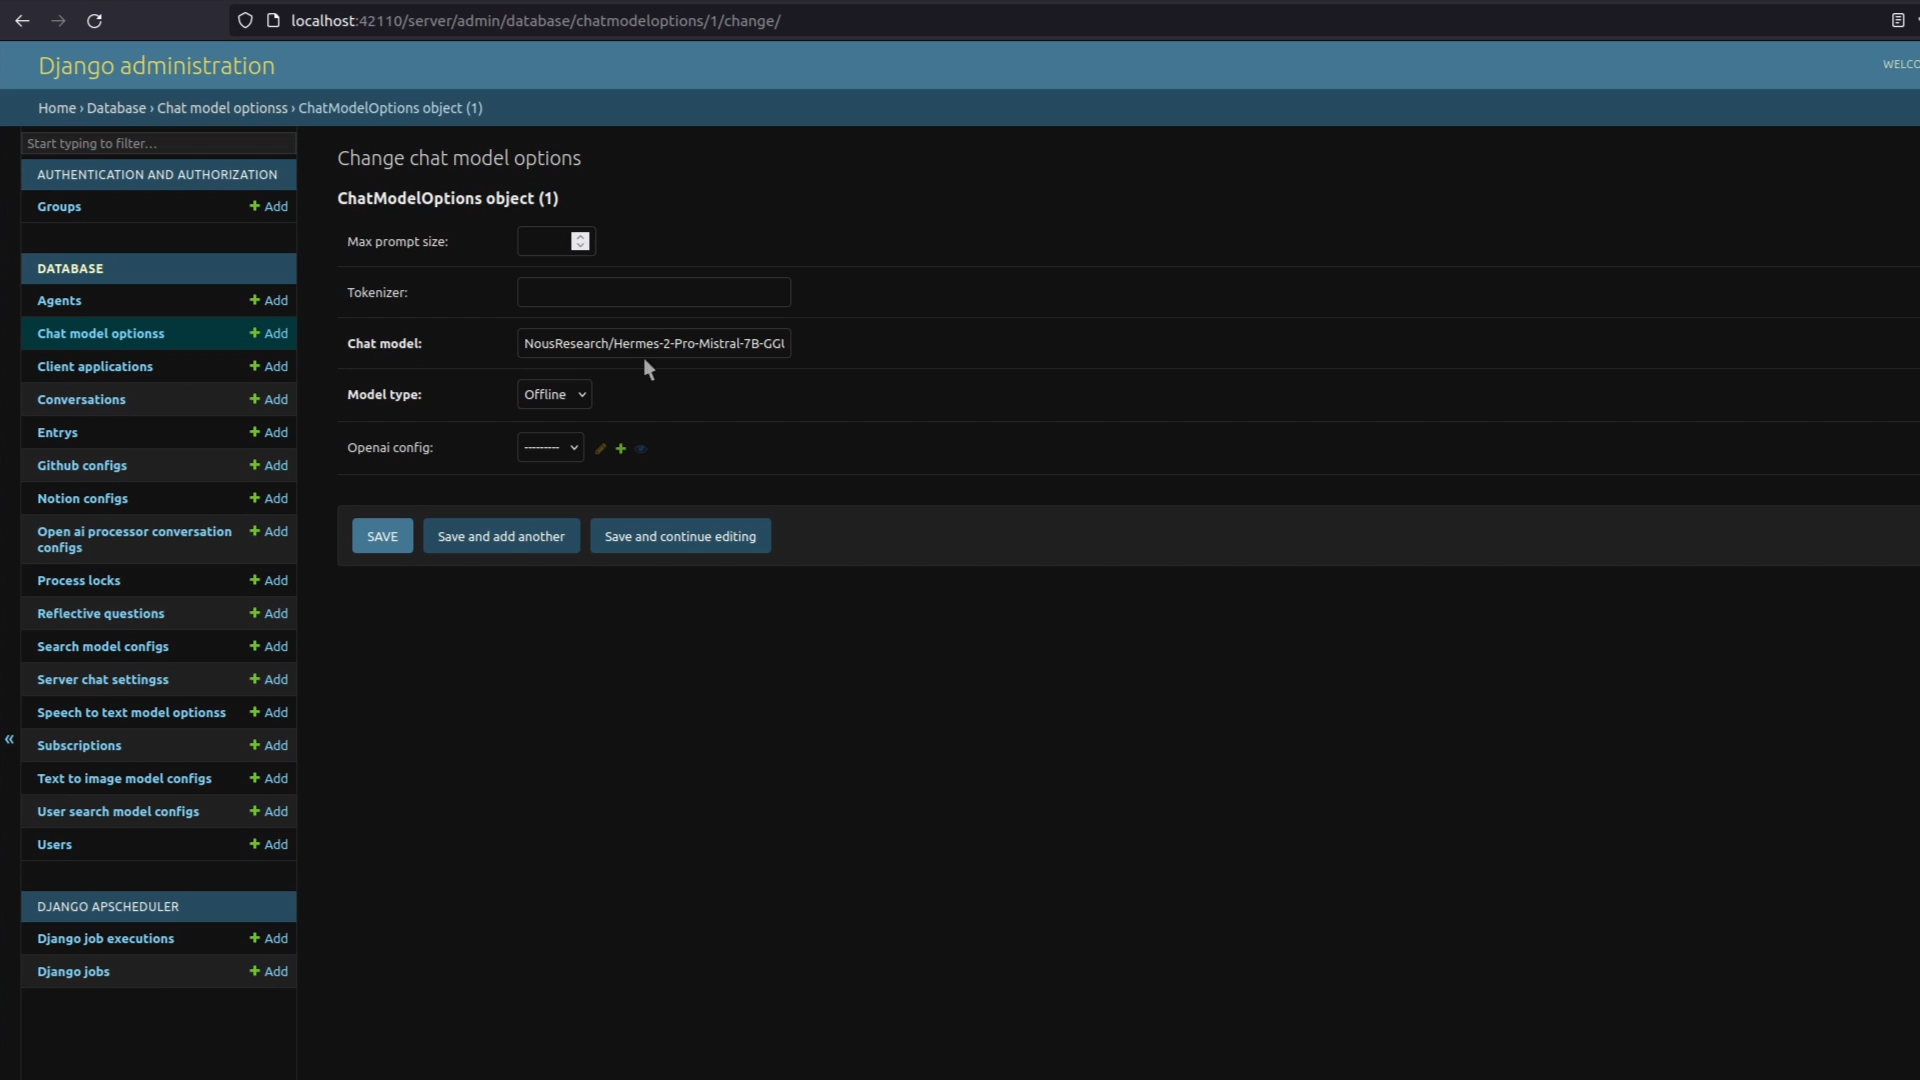 localhost:42110/server/admin/database/chatmodeloptions/1/change/
Django administration
WELCO
Home › Database › Chat model optionss › ChatModelOptions object (1)
Start typing to filter...
AUTHENTICATION AND AUTHORIZATION
Groups + Add
DATABASE
Agents + Add
Chat model optionss + Add
Client applications + Add
Conversations + Add
Entrys + Add
Github configs + Add
Notion configs + Add
Open ai processor conversation + Add
configs
Process locks + Add
Reflective questions + Add
Search model configs + Add
Server chat settingss + Add
Speech to text model optionss + Add
«
Subscriptions + Add
Text to image model configs + Add
User search model configs + Add
Users + Add
DJANGO APSCHEDULER
Django job executions + Add
Django jobs + Add
Change chat model options
ChatModelOptions object (1)
Max prompt size:
Tokenizer:
Chat model: NousResearch/Hermes-2-Pro-Mistral-7B-GGU
Model type: Offline
Openai config: ---------
SAVE Save and add another Save and continue editing